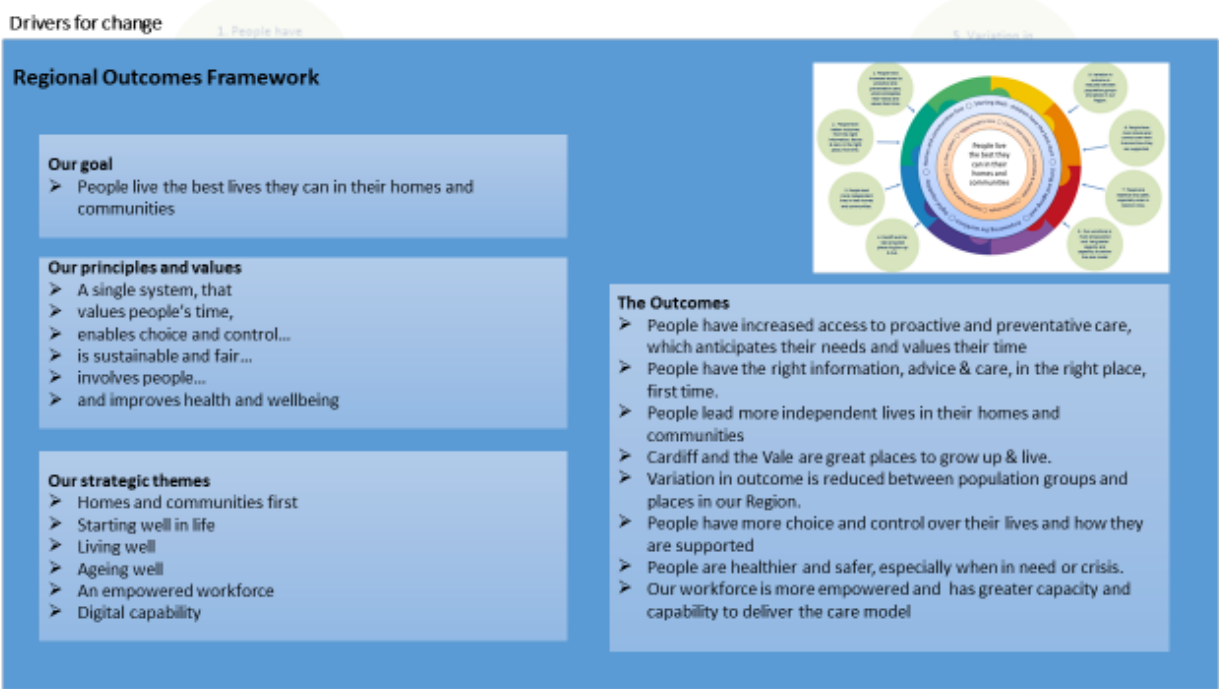 Drivers for change
1. People have
5. Variation in
Regional Outcomes Framework
Our goal
➢ People live the best lives they can in their homes and
communities
Our principles and values
➢ A single system, that
➢ values people's time,
➢ enables choice and control...
➢ is sustainable and fair...
➢ involves people...
➢ and improves health and wellbeing
Our strategic themes
➢ Homes and communities first
➢ Starting well in life
➢ Living well
➢ Ageing well
➢ An empowered workforce
➢ Digital capability
People live
the best they
can in their
homes and
communities
The Outcomes
➢ People have increased access to proactive and preventative care,
which anticipates their needs and values their time
➢ People have the right information, advice & care, in the right place,
first time.
➢ People lead more independent lives in their homes and
communities
➢ Cardiff and the Vale are great places to grow up & live.
➢ Variation in outcome is reduced between population groups and
places in our Region.
➢ People have more choice and control over their lives and how they
are supported
➢ People are healthier and safer, especially when in need or crisis.
➢ Our workforce is more empowered and has greater capacity and
capability to deliver the care model